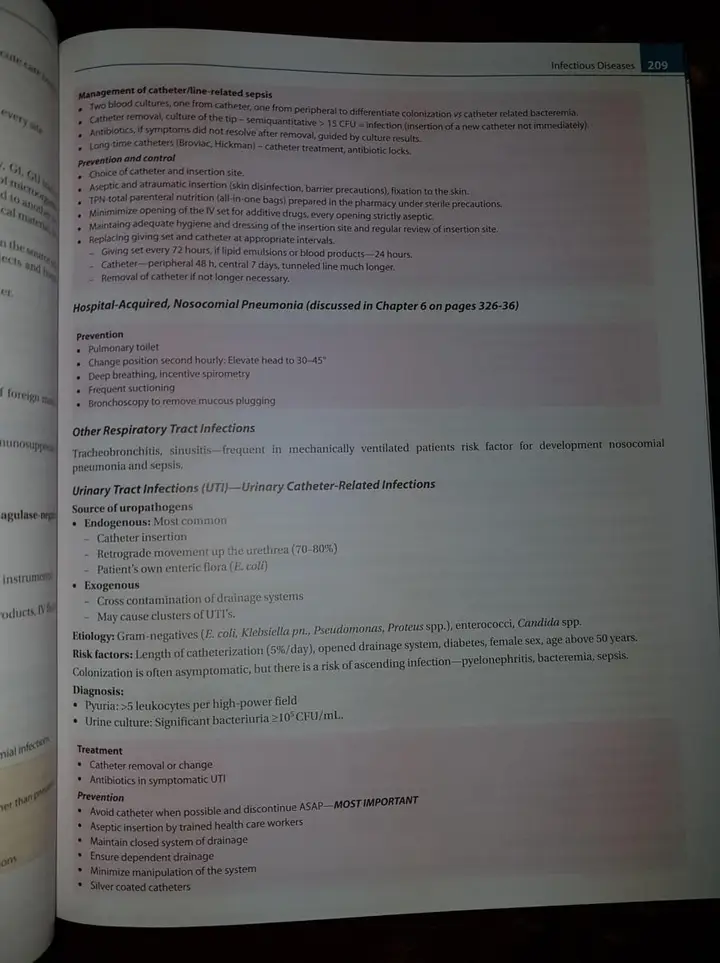 Infectious Diseases 209
Management of catheter/line-related sepsis
• Two blood cultures, one from catheter, one from peripheral to differentiate colonization vs catheter related bacteremia.
• Catheter removal, culture of the tip – semiquantitative > 15 CFU = infection (insertion of a new catheter not immediately)
• Antibiotics, if symptoms did not resolve after removal, guided by culture results.
• Long-time catheters (Broviac, Hickman) – catheter treatment, antibiotic locks.
Prevention and control
• Choice of catheter and insertion site.
• Aseptic and atraumatic insertion (skin disinfection, barrier precautions), fixation to the skin.
• TPN-total parenteral nutrition (all-in-one bags) prepared in the pharmacy under sterile precautions.
• Minimimize opening of the IV set for additive drugs, every opening strictly aseptic.
• Maintaing adequate hygiene and dressing of the insertion site and regular review of insertion site.
• Replacing giving set and catheter at appropriate intervals.
– Giving set every 72 hours, if lipid emulsions or blood products—24 hours.
– Catheter—peripheral 48 h, central 7 days, tunneled line much longer.
– Removal of catheter if not longer necessary.
Hospital-Acquired, Nosocomial Pneumonia (discussed in Chapter 6 on pages 326-36)
Prevention
• Pulmonary toilet
• Change position second hourly: Elevate head to 30–45°
• Deep breathing, incentive spirometry
• Frequent suctioning
• Bronchoscopy to remove mucous plugging
Other Respiratory Tract Infections
Tracheobronchitis, sinusitis—frequent in mechanically ventilated patients risk factor for development nosocomial
pneumonia and sepsis.
Urinary Tract Infections (UTI)—Urinary Catheter-Related Infections
Source of uropathogens
• Endogenous: Most common
– Catheter insertion
– Retrograde movement up the urethrea (70-80%)
– Patient's own enteric flora (E. coli)
• Exogenous
– Cross contamination of drainage systems
– May cause clusters of UTI's.
Etiology: Gram-negatives (E. coli, Klebsiella pn., Pseudomonas, Proteus spp.), enterococci, Candida spp.
Risk factors: Length of catheterization (5%/day), opened drainage system, diabetes, female sex, age above 50 years.
Colonization is often asymptomatic, but there is a risk of ascending infection—pyelonephritis, bacteremia, sepsis.
Diagnosis:
• Pyuria: >5 leukocytes per high-power field
• Urine culture: Significant bacteriuria ≥10⁵ CFU/mL.
Treatment
• Catheter removal or change
• Antibiotics in symptomatic UTI
Prevention
• Avoid catheter when possible and discontinue ASAP—MOST IMPORTANT
• Aseptic insertion by trained health care workers
• Maintain closed system of drainage
• Ensure dependent drainage
• Minimize manipulation of the system
• Silver coated catheters